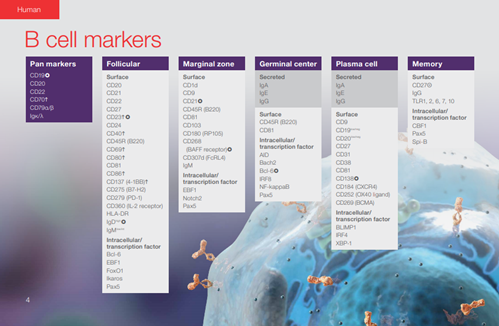 Human
B cell markers
Pan markers
CD19✪
CD20
CD22
CD70†
CD79α/β
Igκ/λ
Follicular
Surface
CD20
CD21
CD22
CD27
CD23†✪
CD24
CD40†
CD45R (B220)
CD69†
CD80†
CD81
CD86†
CD137 (4-1BB)†
CD275 (B7-H2)
CD279 (PD-1)
CD360 (IL-2 receptor)
HLA-DR
IgD
IgM
Intracellular/
transcription factor
Bcl-6
EBF1
FoxO1
Ikaros
Pax5
Marginal zone
Surface
CD1d
CD9
CD21✪
CD45R (B220)
CD81
CD103
CD180 (RP105)
CD268
(BAFF receptor)✪
CD307d (FcRL4)
IgM
Intracellular/
transcription factor
EBF1
Notch2
Pax5
Germinal center
Secreted
IgA
IgE
IgG
Surface
CD45R (B220)
CD81
Intracellular/
transcription factor
AID
Bach2
Bcl-6✪
IRF8
NF-kappaB
Pax5
Plasma cell
Secreted
IgA
IgE
IgG
Surface
CD9
CD19
CD20
CD27
CD31
CD38
CD81
CD138✪
CD184 (CXCR4)
CD252 (OX40 ligand)
CD269 (BCMA)
Intracellular/
transcription factor
BLIMP1
IRF4
XBP-1
Memory
Surface
CD27✪
IgG
TLR1, 2, 6, 7, 10
Intracellular/
transcription factor
CBF1
Pax5
Spi-B
4